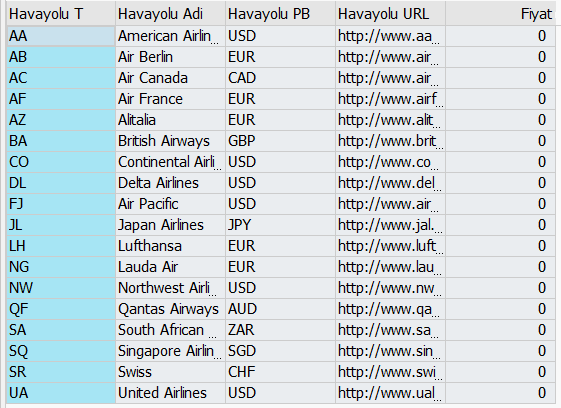 Havayolu T Havayolu Adi Havayolu PB Havayolu URL Fiyat
AA American Airlin... USD http://www.aa... 0
AB Air Berlin EUR http://www.air... 0
AC Air Canada CAD http://www.air... 0
AF Air France EUR http://www.airf... 0
AZ Alitalia EUR http://www.alit... 0
BA British Airways GBP http://www.brit... 0
CO Continental Airli... USD http://www.co... 0
DL Delta Airlines USD http://www.del... 0
FJ Air Pacific USD http://www.air... 0
JL Japan Airlines JPY http://www.jal... 0
LH Lufthansa EUR http://www.luft... 0
NG Lauda Air EUR http://www.lau... 0
NW Northwest Airli... USD http://www.nw... 0
QF Qantas Airways AUD http://www.qa... 0
SA South African ... ZAR http://www.sa... 0
SQ Singapore Airlin... SGD http://www.sin... 0
SR Swiss CHF http://www.swi... 0
UA United Airlines USD http://www.ual... 0